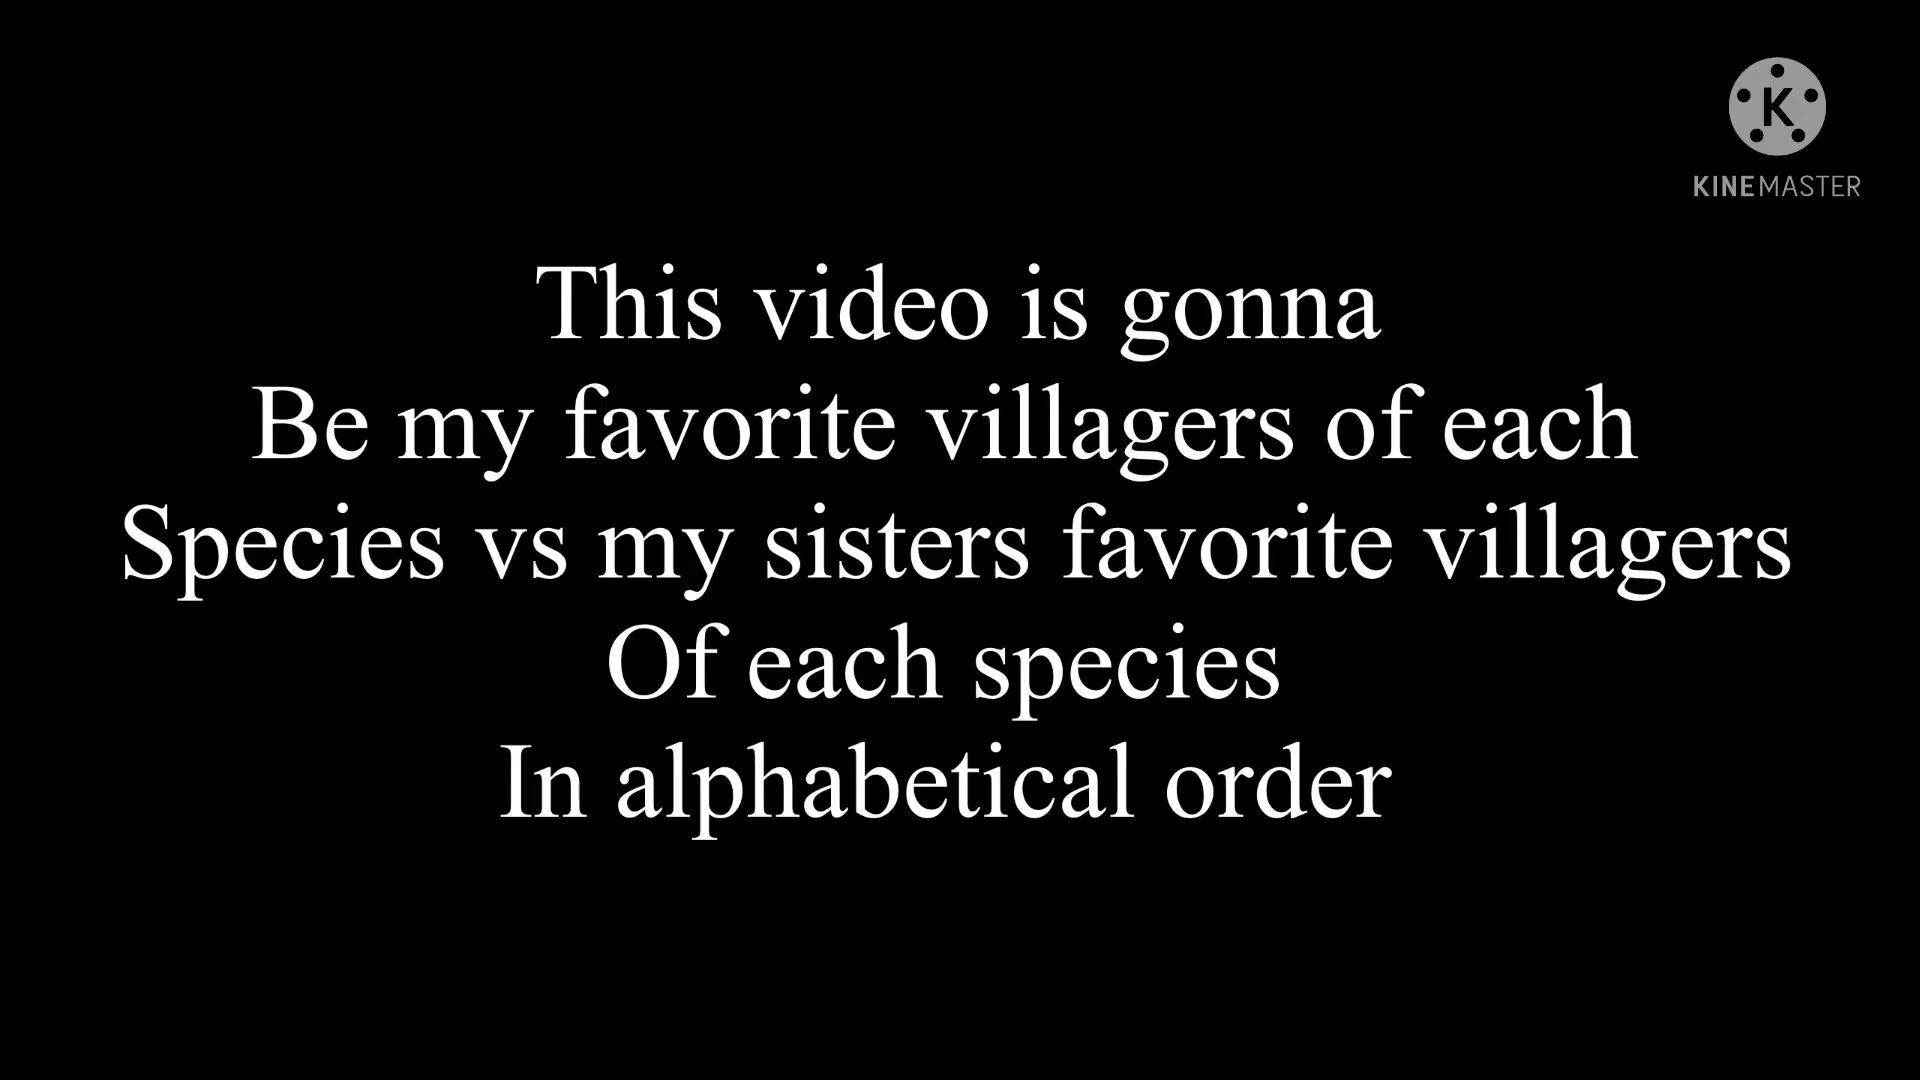 K
KINEMASTER
This video is gonna
Be my favorite villagers of each
Species vs my sisters favorite villagers
Of each species
In alphabetical order